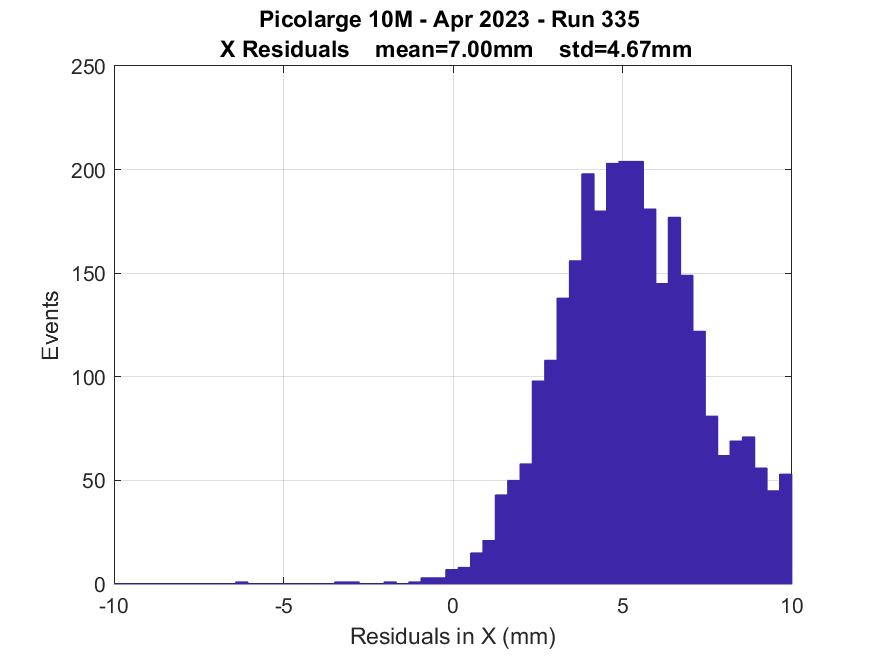 Picolarge 10M - Apr 2023 - Run 335
X Residuals    mean=7.00mm    std=4.67mm
250
200
150
100
50
0
Events
-10
-5
0
5
10
Residuals in X (mm)